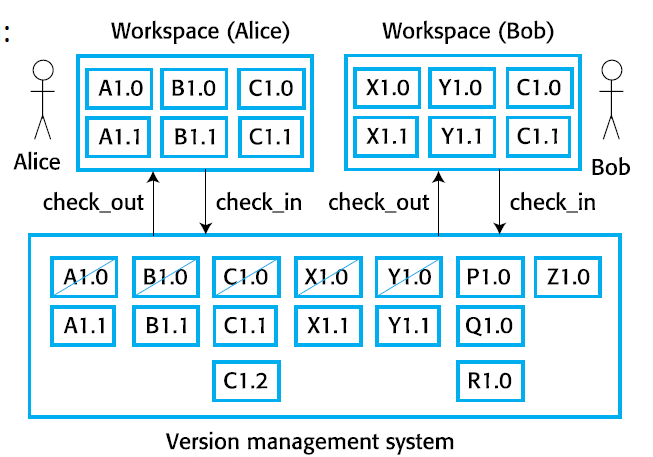 :
Workspace (Alice) Workspace (Bob)
A1.0 B1.0 C1.0 X1.0 Y1.0 C1.0
A1.1 B1.1 C1.1 X1.1 Y1.1 C1.1
Alice Bob
check_out check_in check_out check_in
A1.0 B1.0 C1.0 X1.0 Y1.0 P1.0 Z1.0
A1.1 B1.1 C1.1 X1.1 Y1.1 Q1.0
C1.2 R1.0
Version management system